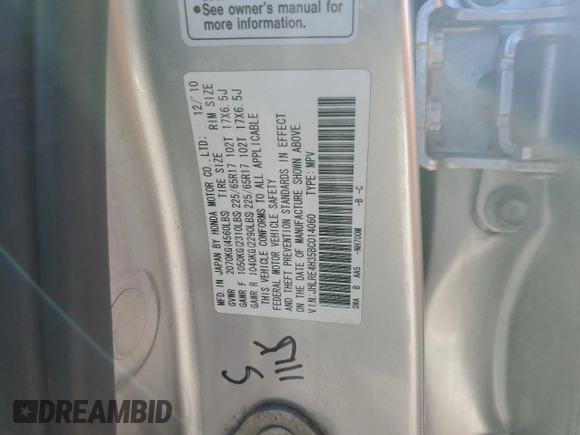 •See owner's manual for
more information.
MFD. IN JAPAN BY HONDA MOTOR CO.,LTD. 12/'10
GVWR 2070KG(4560LBS) TIRE SIZE RIM SIZE
GAWR F 1050KG(2310LBS) 225/65R17 102T 17X6.5J
GAWR R 1040KG(2290LBS) 225/65R17 102T 17X6.5J
THIS VEHICLE CONFORMS TO ALL APPLICABLE
FEDERAL MOTOR VEHICLE SAFETY
AND THEFT PREVENTION STANDARDS IN EFFECT
ON THE DATE OF MANUFACTURE SHOWN ABOVE.
V.I.N:JHLRE4H35BC014060 TYPE: MPV
SWA B AA5 -NH700M -B -C
DREAMBID